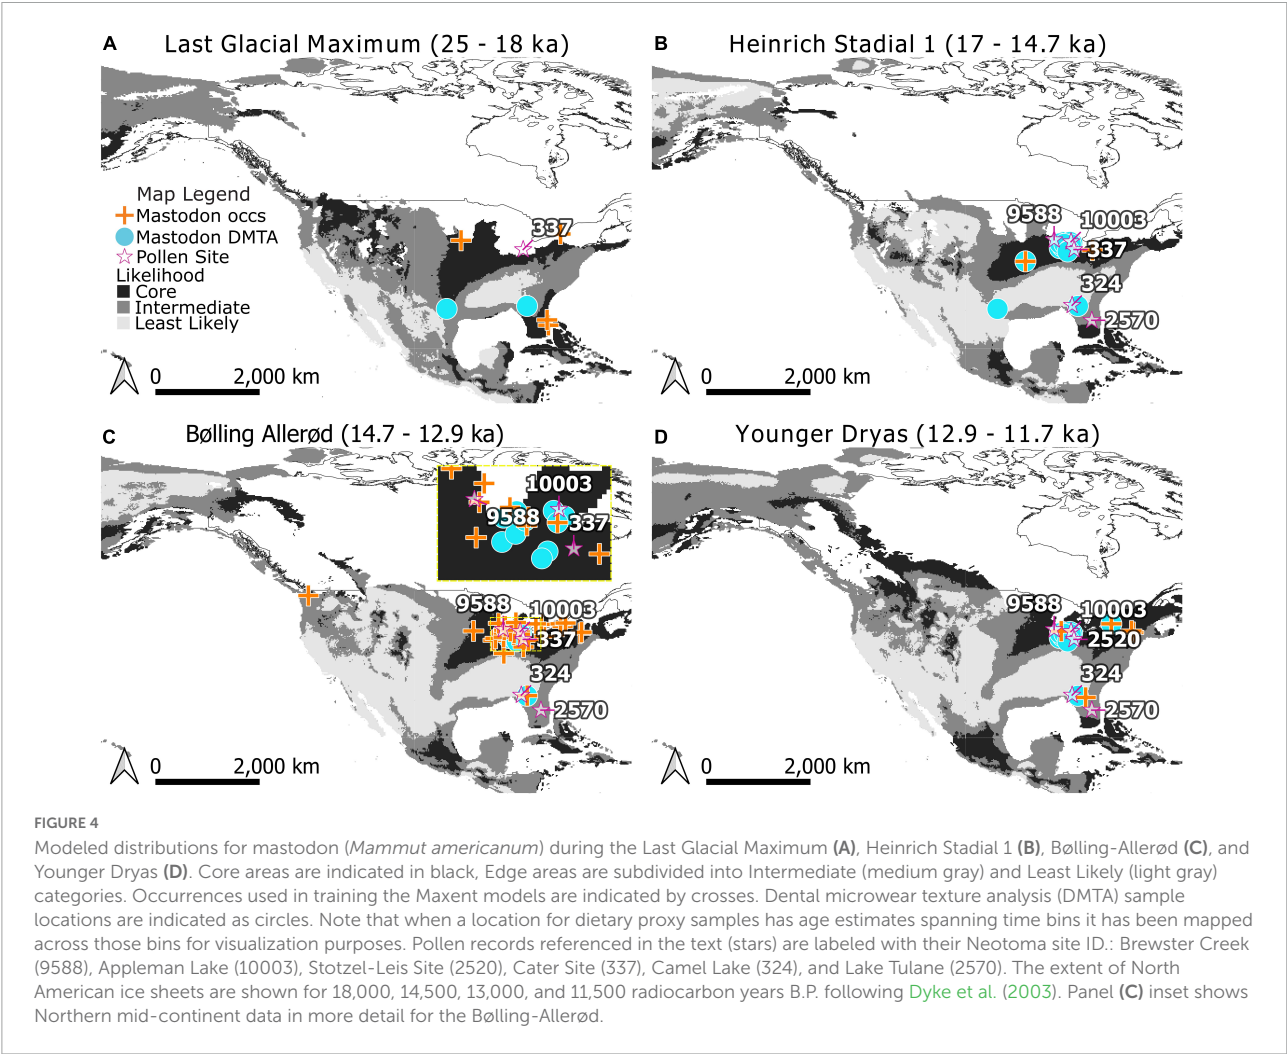 A Last Glacial Maximum (25 - 18 ka)
337
Map Legend
Mastodon occs
Mastodon DMTA
Pollen Site
Likelihood
Core
Intermediate
Least Likely
0 2,000 km
B Heinrich Stadial 1 (17 - 14.7 ka)
9588 10003
337
324
2570
0 2,000 km
C Bølling Allerød (14.7 - 12.9 ka)
10003
9588 337
9588 10003
337
324
2570
0 2,000 km
D Younger Dryas (12.9 - 11.7 ka)
9588 10003
2520
324
2570
0 2,000 km
FIGURE 4
Modeled distributions for mastodon (Mammut americanum) during the Last Glacial Maximum (A), Heinrich Stadial 1 (B), Bølling-Allerød (C), and
Younger Dryas (D). Core areas are indicated in black, Edge areas are subdivided into Intermediate (medium gray) and Least Likely (light gray)
categories. Occurrences used in training the Maxent models are indicated by crosses. Dental microwear texture analysis (DMTA) sample
locations are indicated as circles. Note that when a location for dietary proxy samples has age estimates spanning time bins it has been mapped
across those bins for visualization purposes. Pollen records referenced in the text (stars) are labeled with their Neotoma site ID.: Brewster Creek
(9588), Appleman Lake (10003), Stotzel-Leis Site (2520), Cater Site (337), Camel Lake (324), and Lake Tulane (2570). The extent of North
American ice sheets are shown for 18,000, 14,500, 13,000, and 11,500 radiocarbon years B.P. following Dyke et al. (2003). Panel (C) inset shows
Northern mid-continent data in more detail for the Bølling-Allerød.